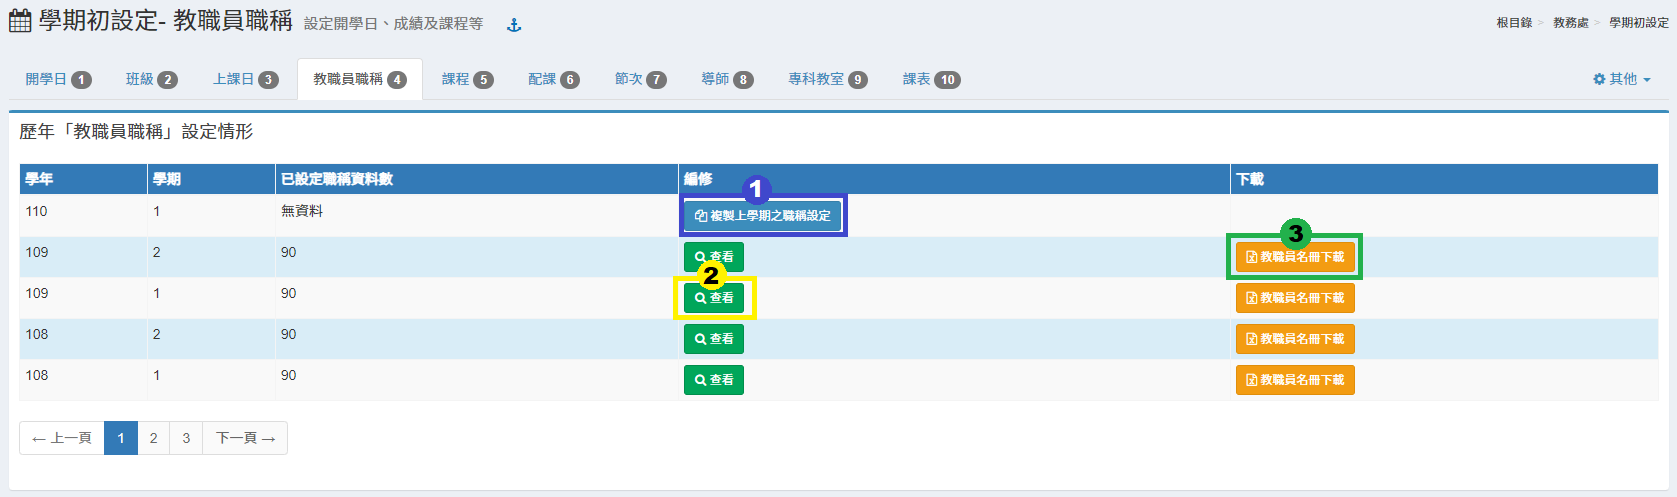 學期初設定- 教職員職稱 設定開學日、成績及課程等
根目錄 > 教務處 > 學期初設定
開學日 1 班級 2 上課日 3 教職員職稱 4 課程 5 配課 6 節次 7 導師 8 專科教室 9 課表 10 其他
歷年「教職員職稱」設定情形
學年 學期 已設定職稱資料數 編修 下載
1
110 1 無資料 複製上學期之職稱設定
3
109 2 90 查看 教職員名冊下載
2
109 1 90 查看 教職員名冊下載
108 2 90 查看 教職員名冊下載
108 1 90 查看 教職員名冊下載
← 上一頁 1 2 3 下一頁 →